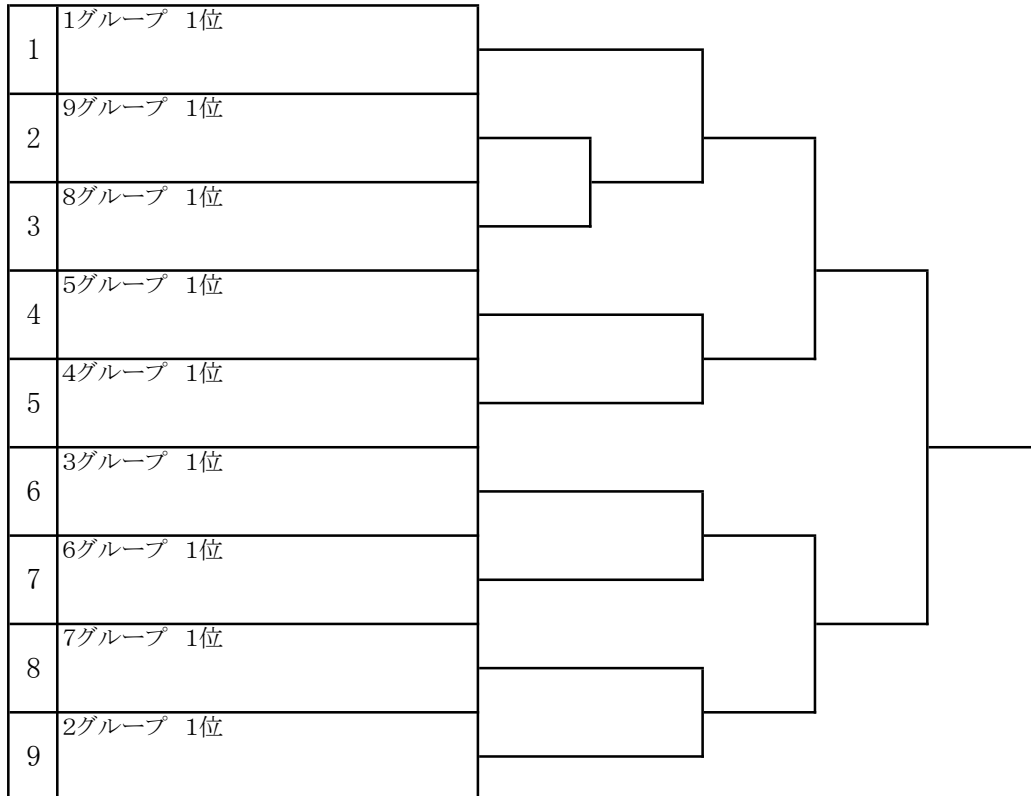 1
1グループ 1位
2
9グループ 1位
3
8グループ 1位
4
5グループ 1位
5
4グループ 1位
6
3グループ 1位
7
6グループ 1位
8
7グループ 1位
9
2グループ 1位